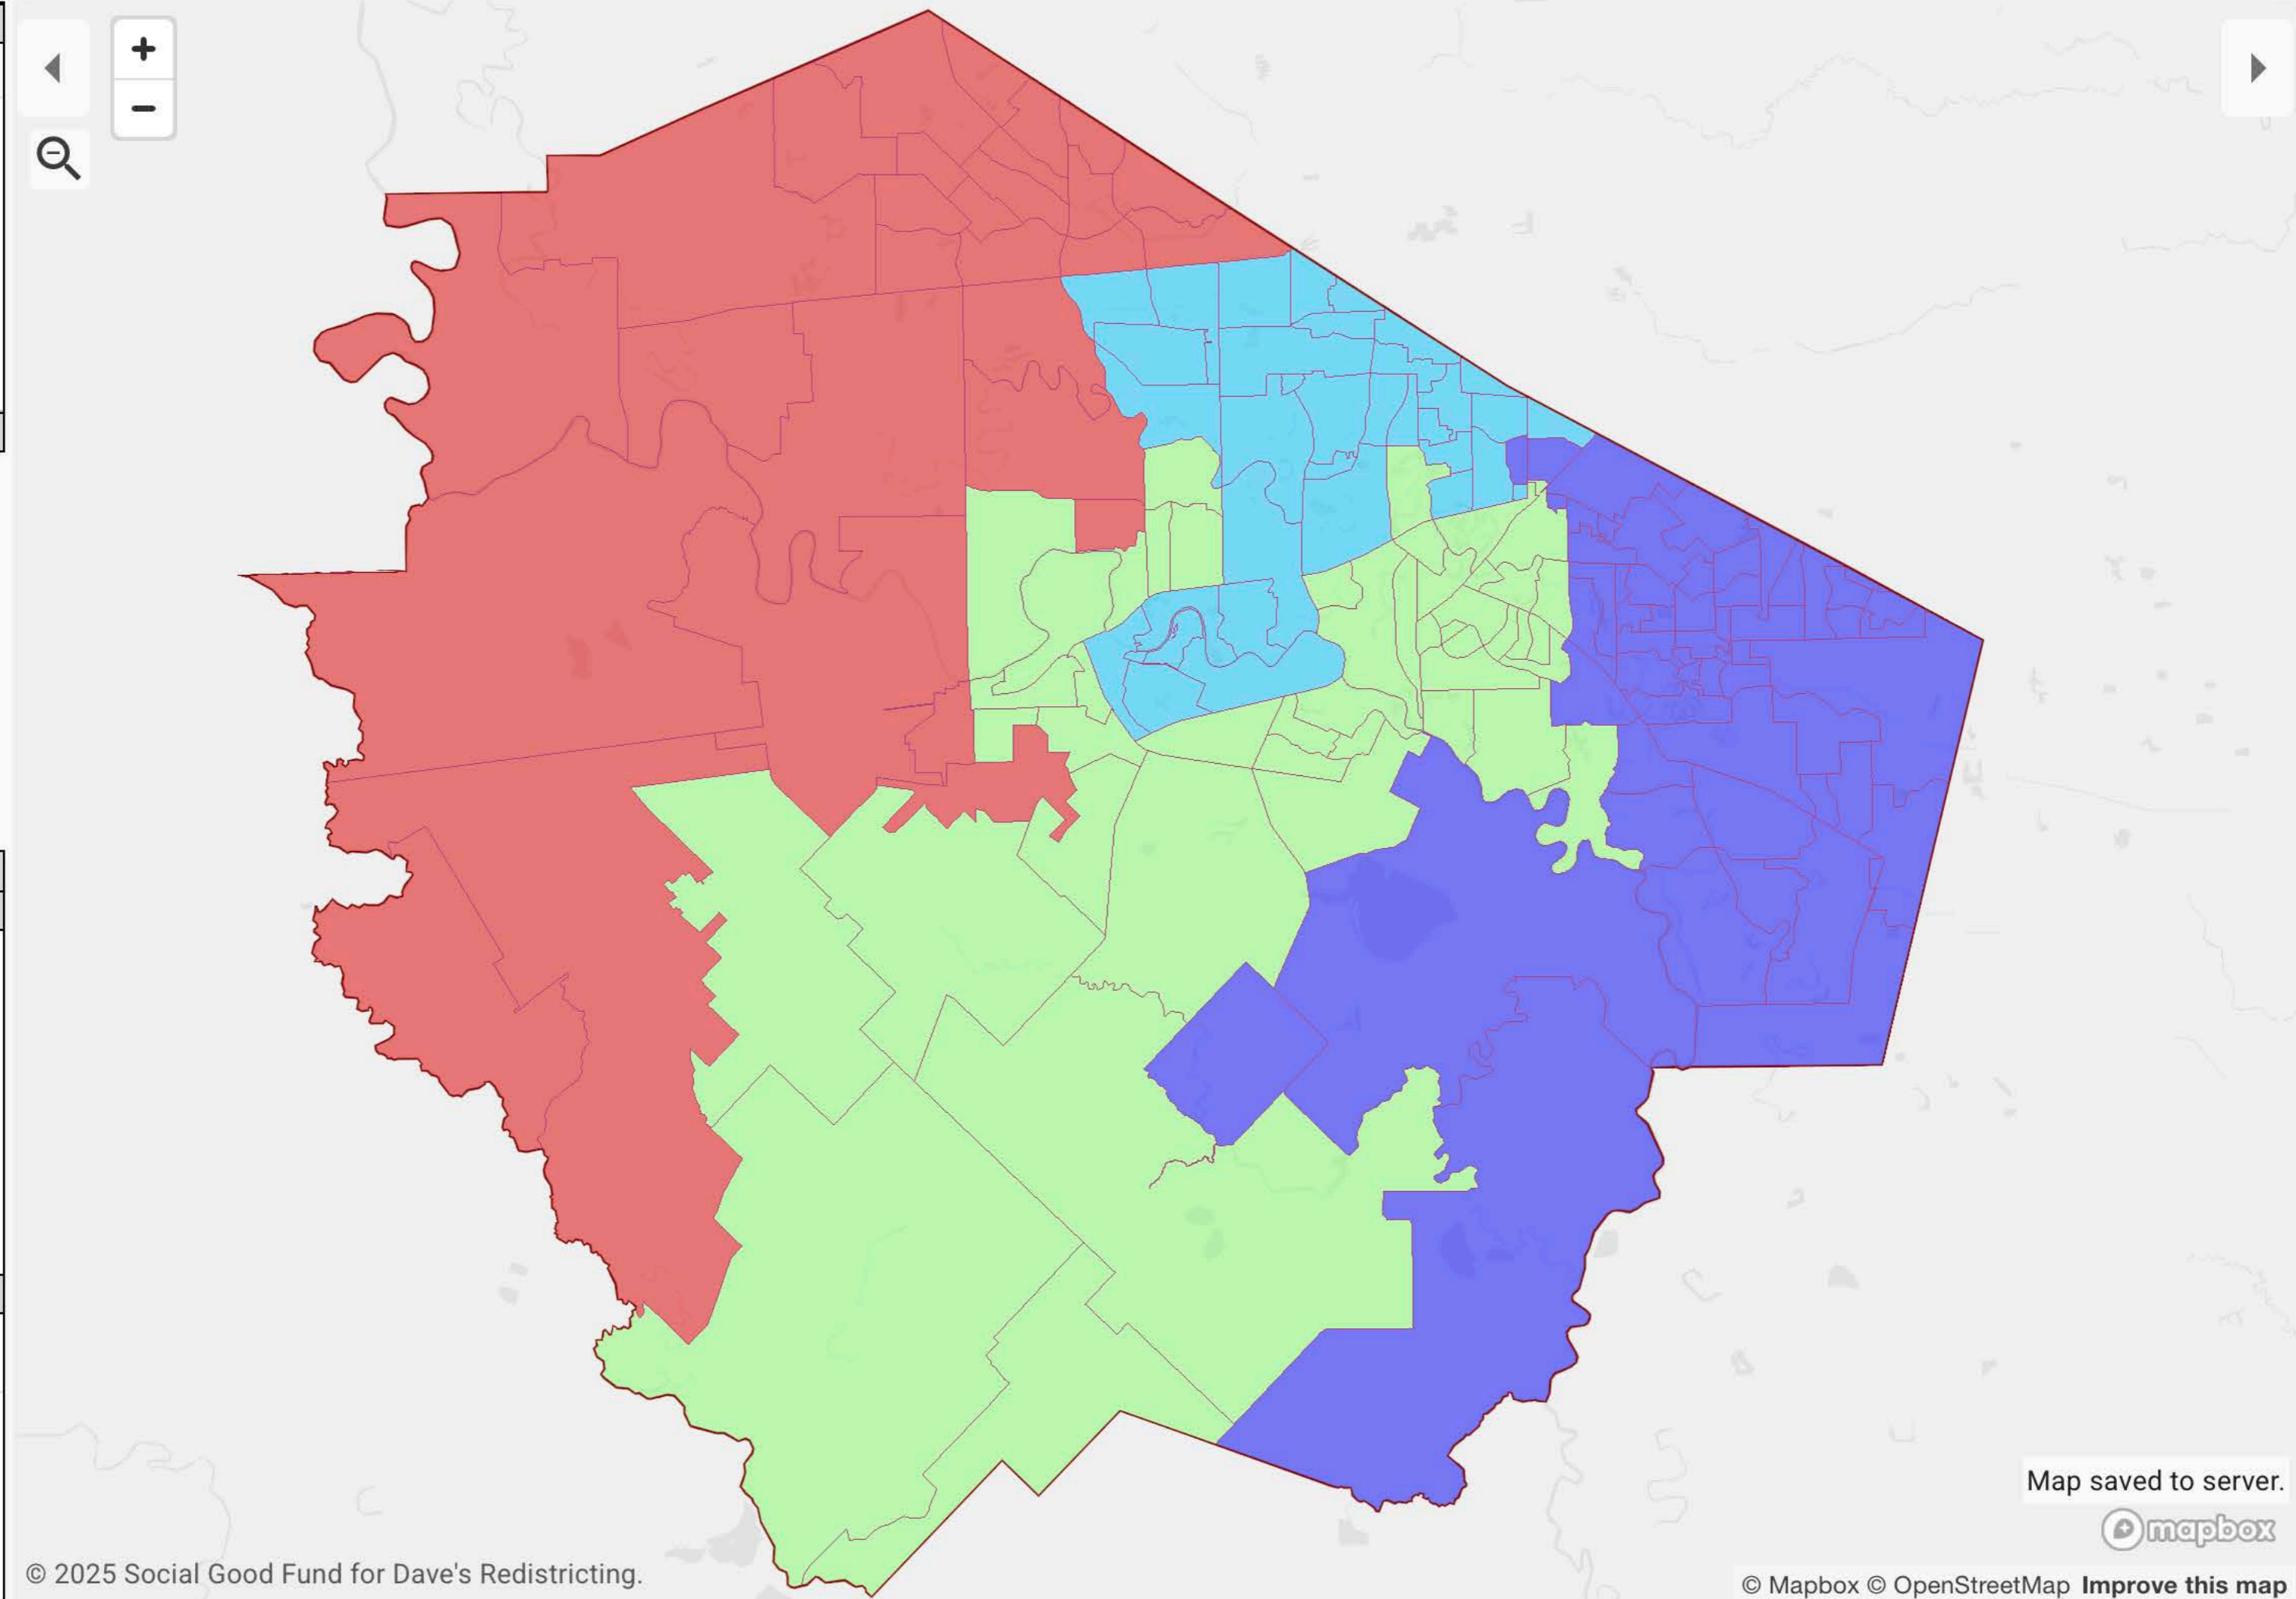 +
−
Map saved to server.
mapbox
© 2025 Social Good Fund for Dave's Redistricting.
© Mapbox © OpenStreetMap Improve this map